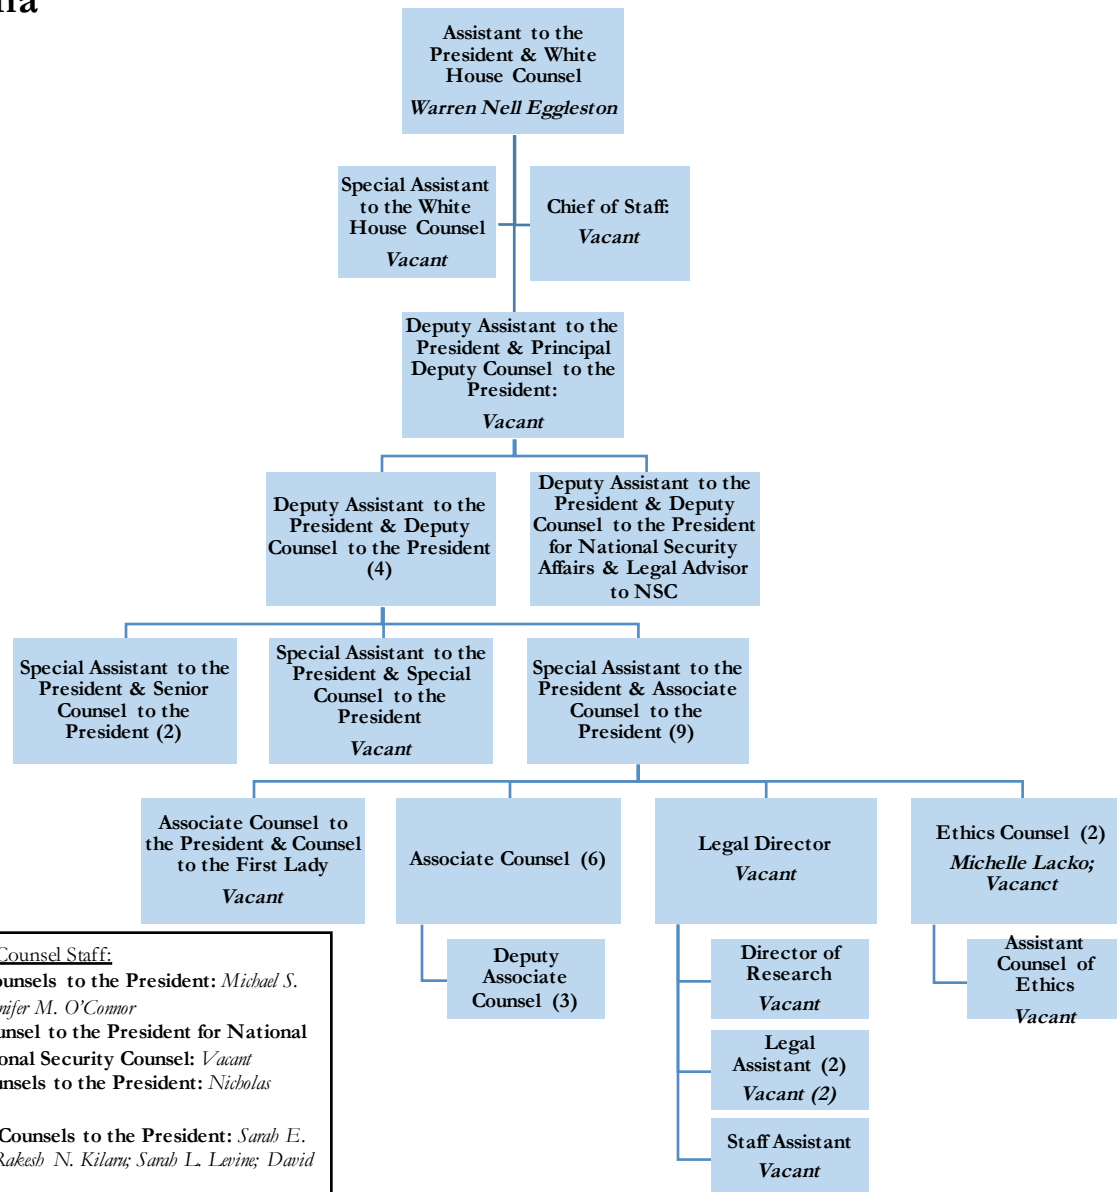 Assistant to the
President & White
House Counsel
Warren Nell Eggleston
Special Assistant
to the White
House Counsel
Vacant
Chief of Staff:
Vacant
Deputy Assistant to the
President & Principal
Deputy Counsel to the
President:
Vacant
Deputy Assistant to the
President & Deputy
Counsel to the President
(4)
Deputy Assistant to the
President & Deputy
Counsel to the President
for National Security
Affairs & Legal Advisor
to NSC
Special Assistant to the
President & Senior
Counsel to the
President (2)
Special Assistant to the
President & Special
Counsel to the
President
Vacant
Special Assistant to the
President & Associate
Counsel to the
President (9)
Associate Counsel to
the President & Counsel
to the First Lady
Vacant
Associate Counsel (6)
Legal Director
Vacant
Ethics Counsel (2)
Michelle Lacko;
Vacanct
Deputy
Associate
Counsel (3)
Director of
Research
Vacant
Assistant
Counsel of
Ethics
Vacant
Legal
Assistant (2)
Vacant (2)
Staff Assistant
Vacant
Counsel Staff:
ounsels to the President: Michael S.
nifer M. O'Connor
unsel to the President for National
onal Security Counsel: Vacant
unsels to the President: Nicholas
Counsels to the President: Sarah E.
Rakesh N. Kilaru; Sarah L. Levine; David